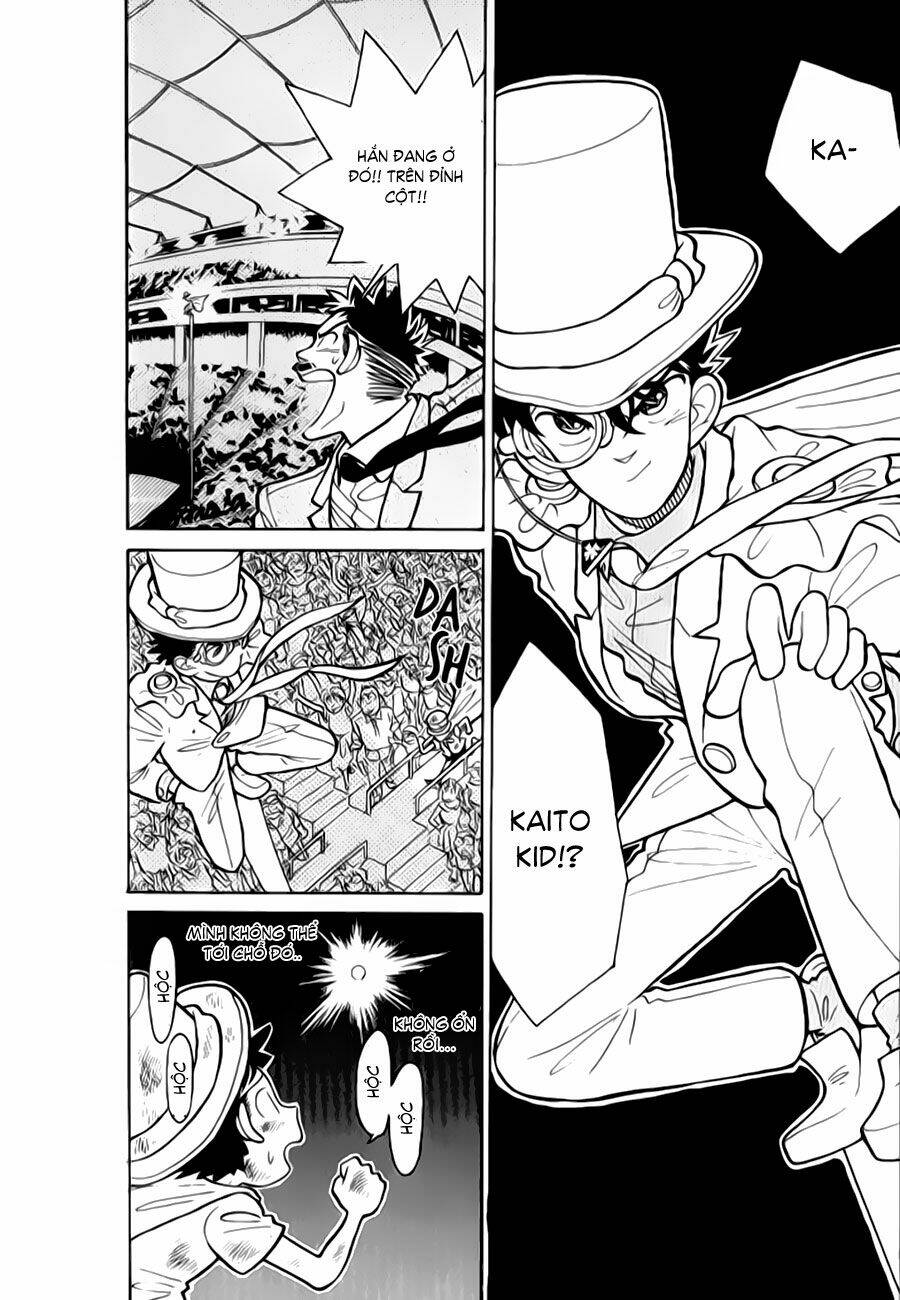 KA-
KAITO
KID!?
HẮN ĐANG Ở
ĐÓ!! TRÊN ĐỈNH
CỘT!!
DASH
MÌNH KHÔNG THỂ
TỚI CHỖ ĐÓ..
KHÔNG ỔN
RỒI...
HỘC
HỘC
HỘC
HỘC